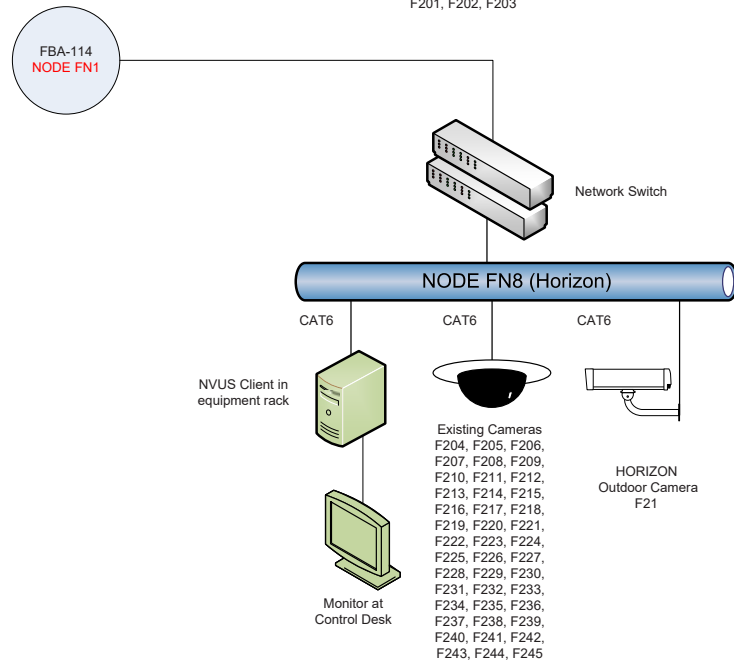 F201, F202, F203
FBA-114
NODE FN1
Network Switch
NODE FN8 (Horizon)
CAT6
CAT6
CAT6
NVUS Client in
equipment rack
Existing Cameras
F204, F205, F206,
F207, F208, F209,
F210, F211, F212,
F213, F214, F215,
F216, F217, F218,
F219, F220, F221,
F222, F223, F224,
F225, F226, F227,
F228, F229, F230,
F231, F232, F233,
F234, F235, F236,
F237, F238, F239,
F240, F241, F242,
F243, F244, F245
HORIZON
Outdoor Camera
F21
Monitor at
Control Desk